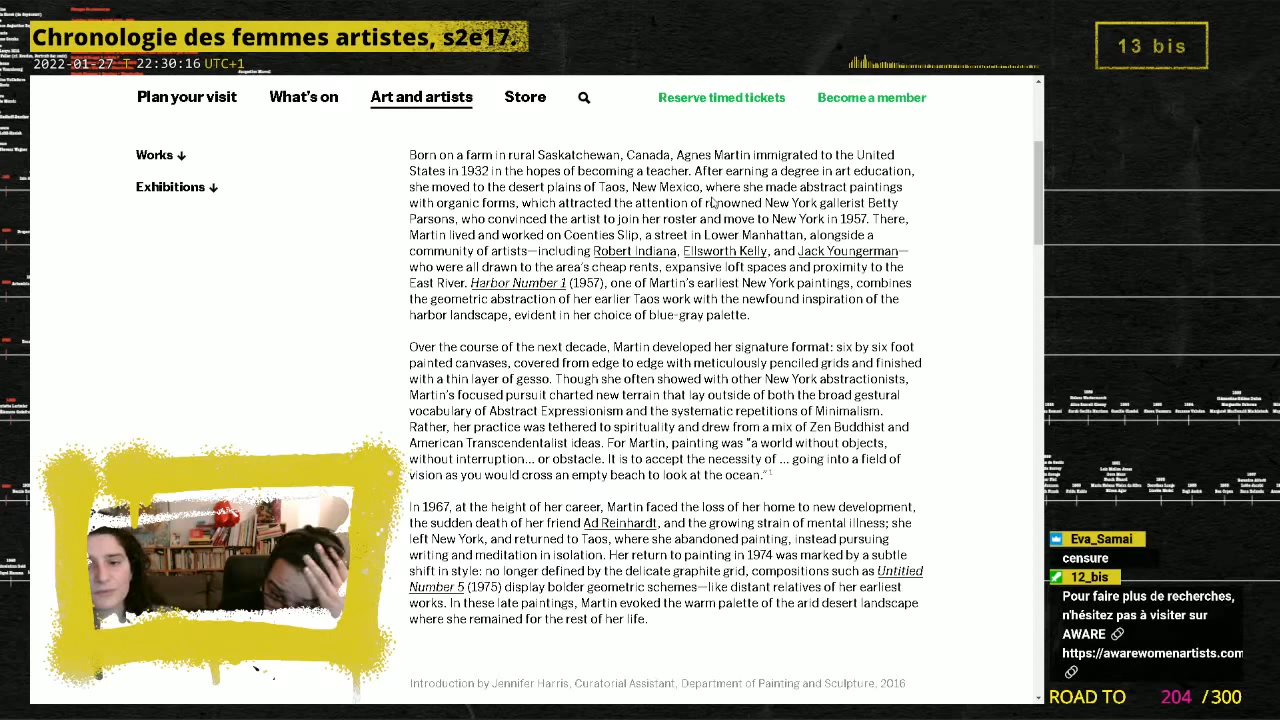 Chronologie des femmes artistes, s2e17.
2022-01-27 T 22:30:16 UTC+1
13 bis
Plan your visit What's on Art and artists Store Reserve timed tickets Become a member
Works ↓
Exhibitions ↓
Born on a farm in rural Saskatchewan, Canada, Agnes Martin immigrated to the United
States in 1932 in the hopes of becoming a teacher. After earning a degree in art education,
she moved to the desert plains of Taos, New Mexico, where she made abstract paintings
with organic forms, which attracted the attention of renowned New York gallerist Betty
Parsons, who convinced the artist to join her roster and move to New York in 1957. There,
Martin lived and worked on Coenties Slip, a street in Lower Manhattan, alongside a
community of artists—including Robert Indiana, Ellsworth Kelly, and Jack Youngerman—
who were all drawn to the area's cheap rents, expansive loft spaces and proximity to the
East River. Harbor Number 1 (1957), one of Martin's earliest New York paintings, combines
the geometric abstraction of her earlier Taos work with the newfound inspiration of the
harbor landscape, evident in her choice of blue-gray palette.
Over the course of the next decade, Martin developed her signature format: six by six foot
painted canvases, covered from edge to edge with meticulously penciled grids and finished
with a thin layer of gesso. Though she often showed with other New York abstractionists,
Martin's focused pursuit charted new terrain that lay outside of both the broad gestural
vocabulary of Abstract Expressionism and the systematic repetitions of Minimalism.
Rather, her practice was tethered to spirituality and drew from a mix of Zen Buddhist and
American Transcendentalist ideas. For Martin, painting was "a world without objects,
without interruption... or obstacle. It is to accept the necessity of ... going into a field of
vision as you would cross an empty beach to look at the ocean."1
In 1967, at the height of her career, Martin faced the loss of her home to new development,
the sudden death of her friend Ad Reinhardt, and the growing strain of mental illness; she
left New York, and returned to Taos, where she abandoned painting, instead pursuing
writing and meditation in isolation. Her return to painting in 1974 was marked by a subtle
shift in style: no longer defined by the delicate graphite grid, compositions such as Untitled
Number 5 (1975) display bolder geometric schemes—like distant relatives of her earliest
works. In these late paintings, Martin evoked the warm palette of the arid desert landscape
where she remained for the rest of her life.
Introduction by Jennifer Harris, Curatorial Assistant, Department of Painting and Sculpture, 2016
Eva_Samai
censure
12_bis
Pour faire plus de recherches,
n'hésitez pas à visiter sur
AWARE
https://awarewomenartists.com
ROAD TO 204 / 300